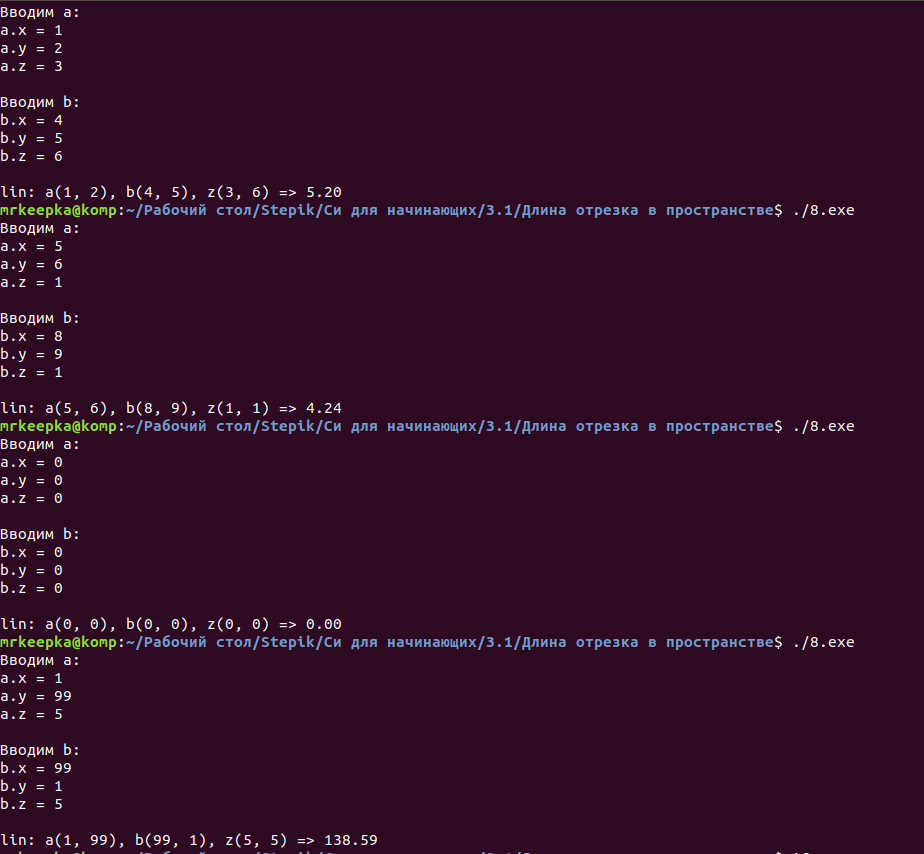 Вводим a:
a.x = 1
a.y = 2
a.z = 3
Вводим b:
b.x = 4
b.y = 5
b.z = 6
lin: a(1, 2), b(4, 5), z(3, 6) => 5.20
mrkeepka@komp:~/Рабочий стол/Stepik/Си для начинающих/3.1/Длина отрезка в пространстве$ ./8.exe
Вводим a:
a.x = 5
a.y = 6
a.z = 1
Вводим b:
b.x = 8
b.y = 9
b.z = 1
lin: a(5, 6), b(8, 9), z(1, 1) => 4.24
mrkeepka@komp:~/Рабочий стол/Stepik/Си для начинающих/3.1/Длина отрезка в пространстве$ ./8.exe
Вводим a:
a.x = 0
a.y = 0
a.z = 0
Вводим b:
b.x = 0
b.y = 0
b.z = 0
lin: a(0, 0), b(0, 0), z(0, 0) => 0.00
mrkeepka@komp:~/Рабочий стол/Stepik/Си для начинающих/3.1/Длина отрезка в пространстве$ ./8.exe
Вводим a:
a.x = 1
a.y = 99
a.z = 5
Вводим b:
b.x = 99
b.y = 1
b.z = 5
lin: a(1, 99), b(99, 1), z(5, 5) => 138.59